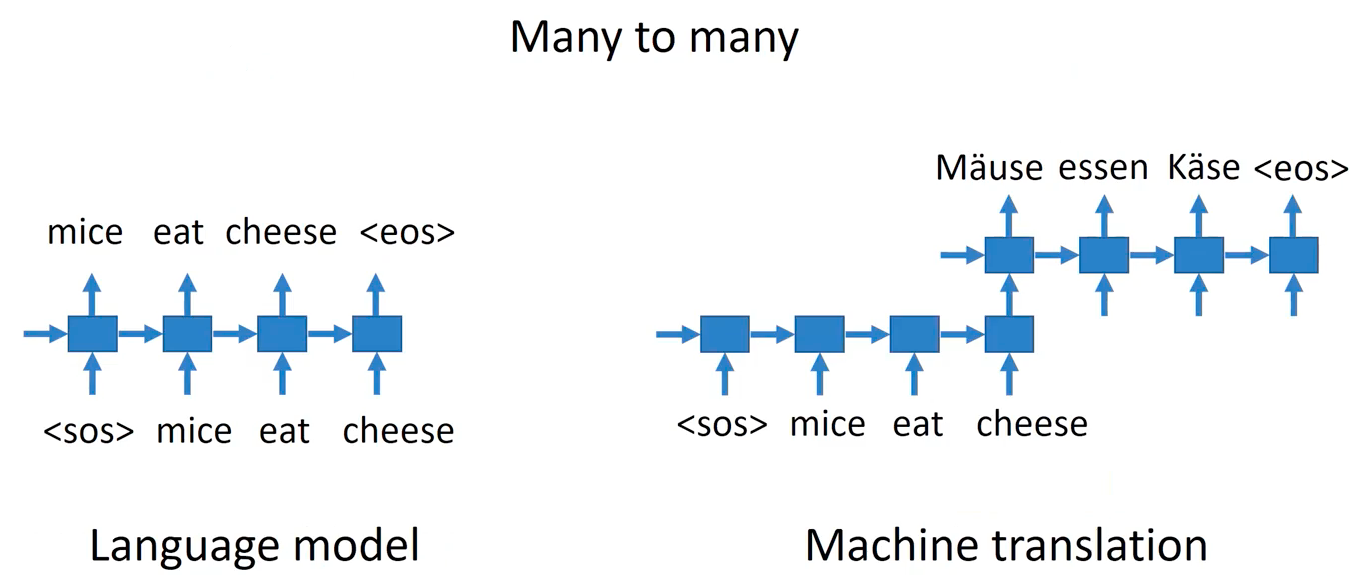 Many to many
mice eat cheese <eos>
<sos> mice eat cheese
Language model
Mäuse essen Käse <eos>
<sos> mice eat cheese
Machine translation